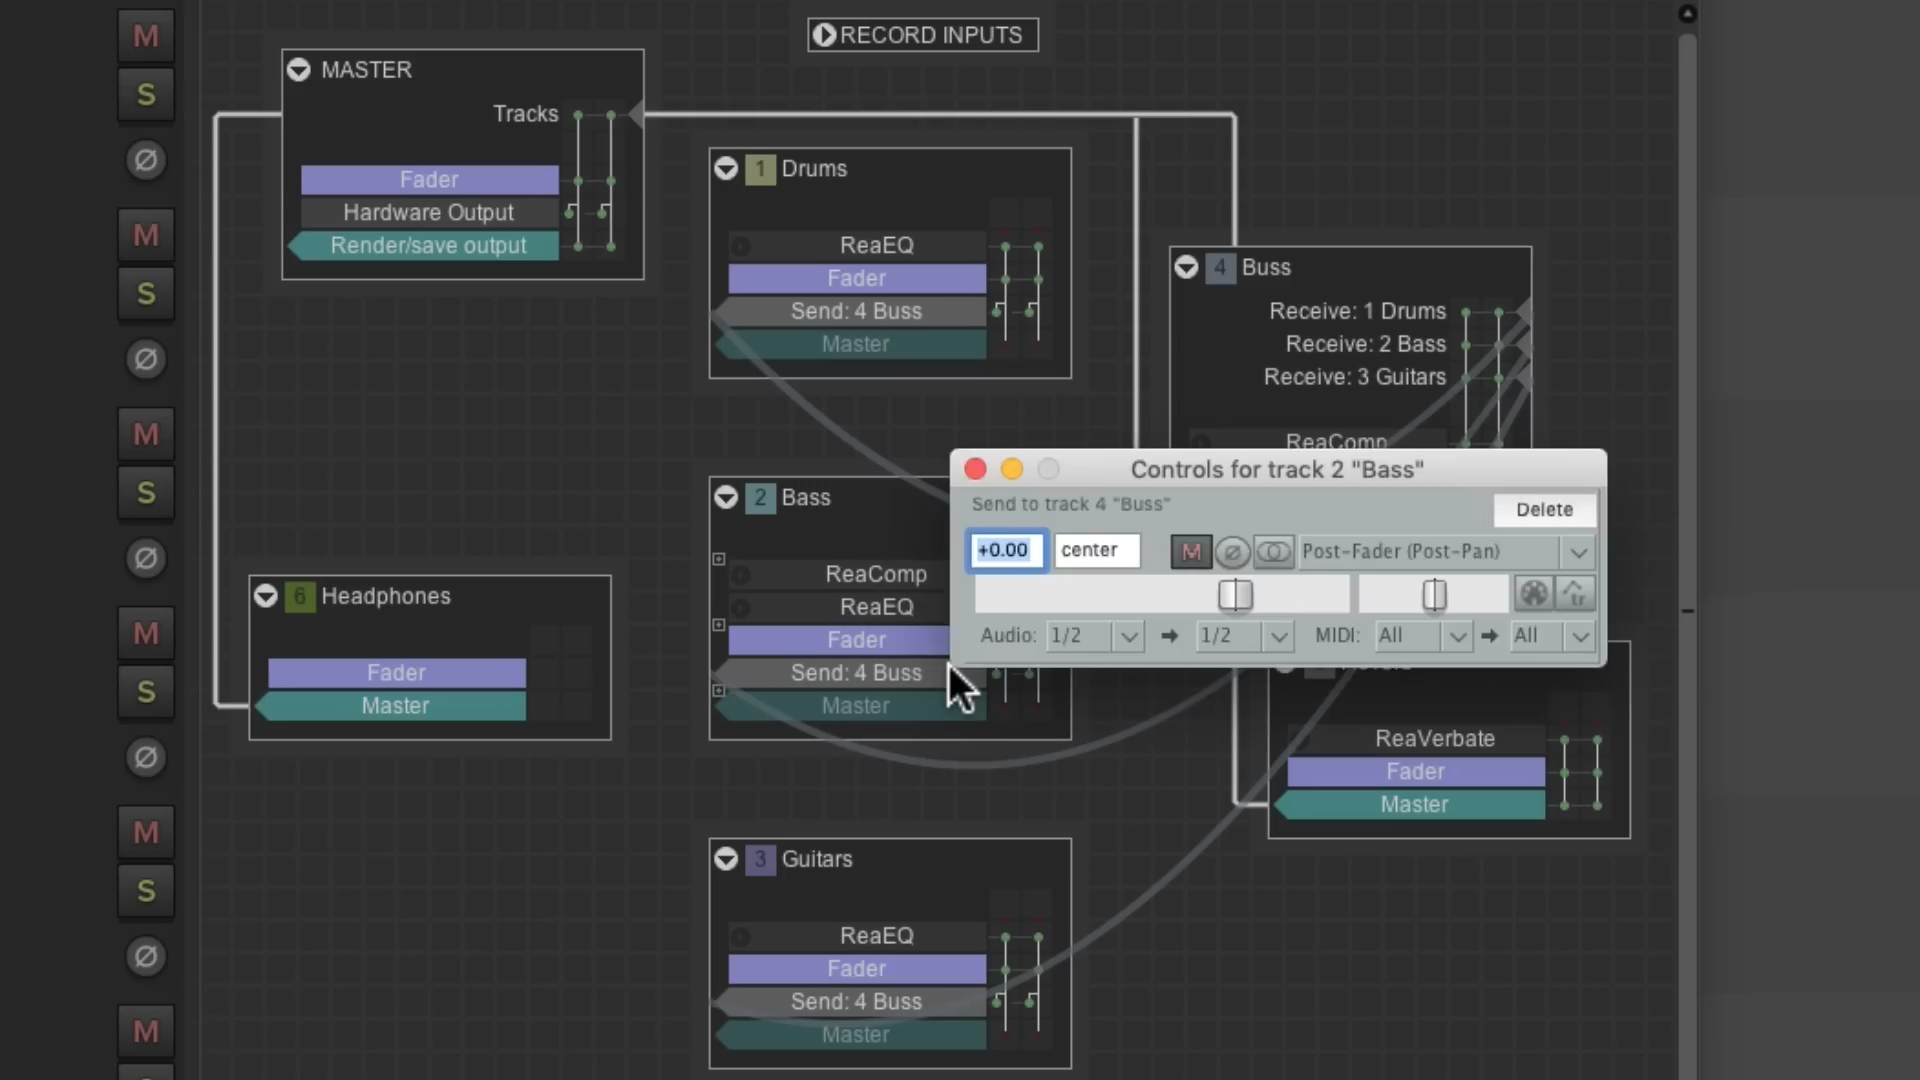 M
S
Ø
M
S
Ø
M
S
Ø
M
S
Ø
M
S
Ø
M
RECORD INPUTS
MASTER
Tracks
Fader
Hardware Output
Render/save output
1 Drums
ReaEQ
Fader
Send: 4 Buss
Master
4 Buss
Receive: 1 Drums
Receive: 2 Bass
Receive: 3 Guitars
ReaComp
2 Bass
ReaComp
ReaEQ
Fader
Send: 4 Buss
Master
Controls for track 2 "Bass"
Send to track 4 "Buss"
Delete
+0.00
center
M
Ø
Post-Fader (Post-Pan)
tr
Audio: 1/2 → 1/2 MIDI: All → All
6 Headphones
Fader
Master
ReaVerbate
Fader
Master
3 Guitars
ReaEQ
Fader
Send: 4 Buss
Master